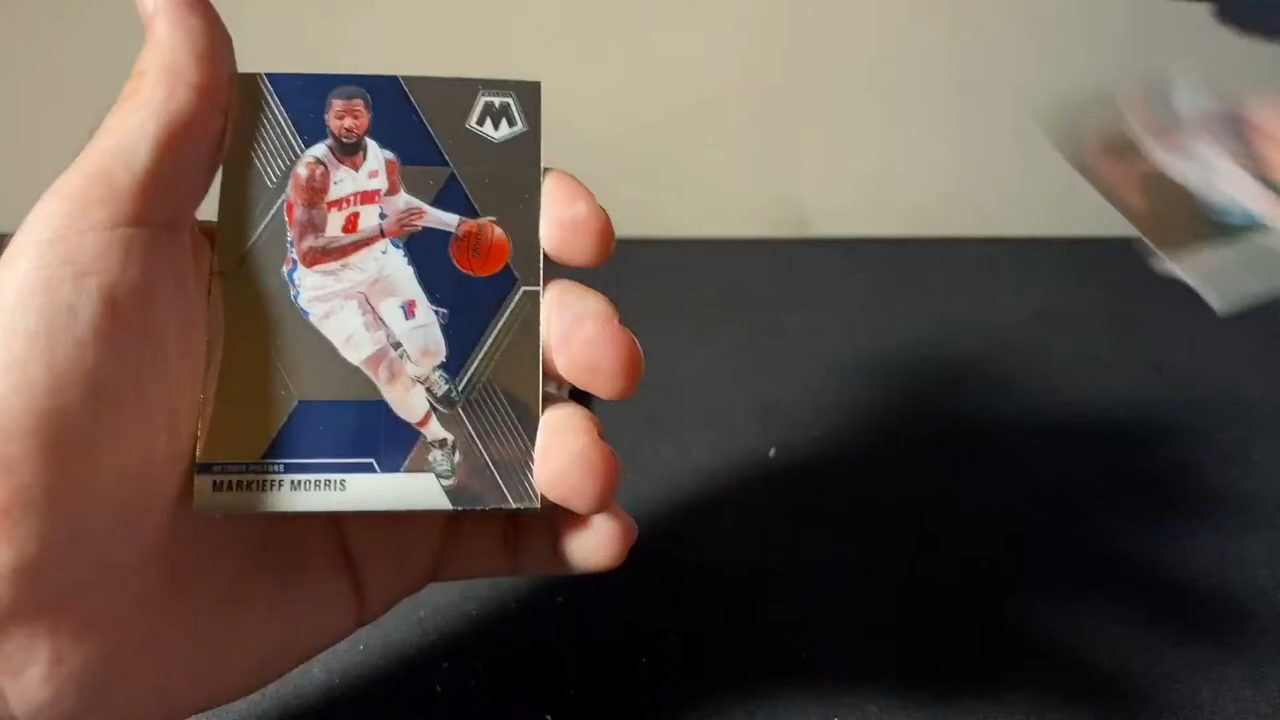 MOSAIC
M
PISTONS
8
DETROIT PISTONS
MARKIEFF MORRIS